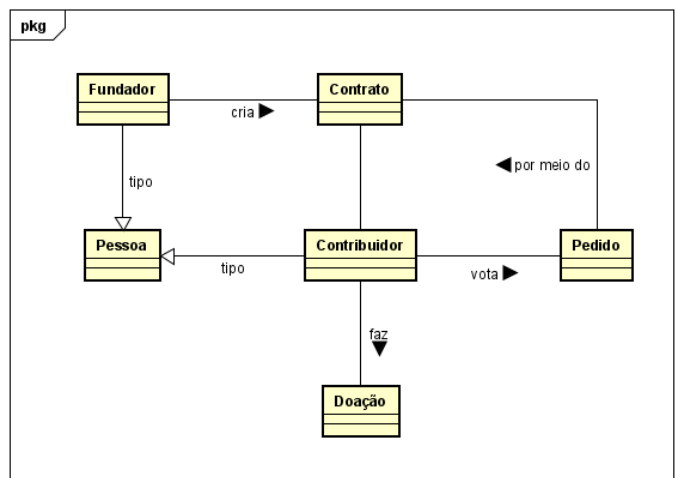 pkg
Fundador
Contrato
cria
por meio do
tipo
Pessoa
Contribuidor
Pedido
tipo
vota
faz
Doação